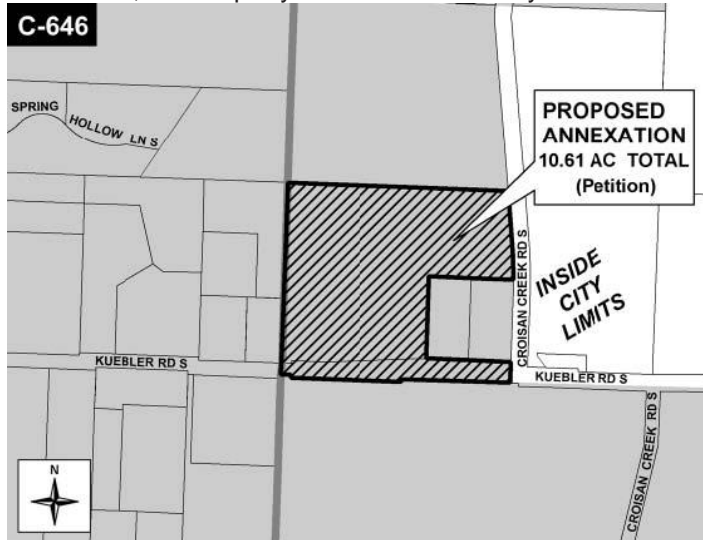 C-646
SPRING
HOLLOW LN S
PROPOSED
ANNEXATION
10.61 AC TOTAL
(Petition)
CROISAN CREEK RD S
INSIDE
CITY
LIMITS
KUEBLER RD S
KUEBLER RD S
CROISAN CREEK RD S
N